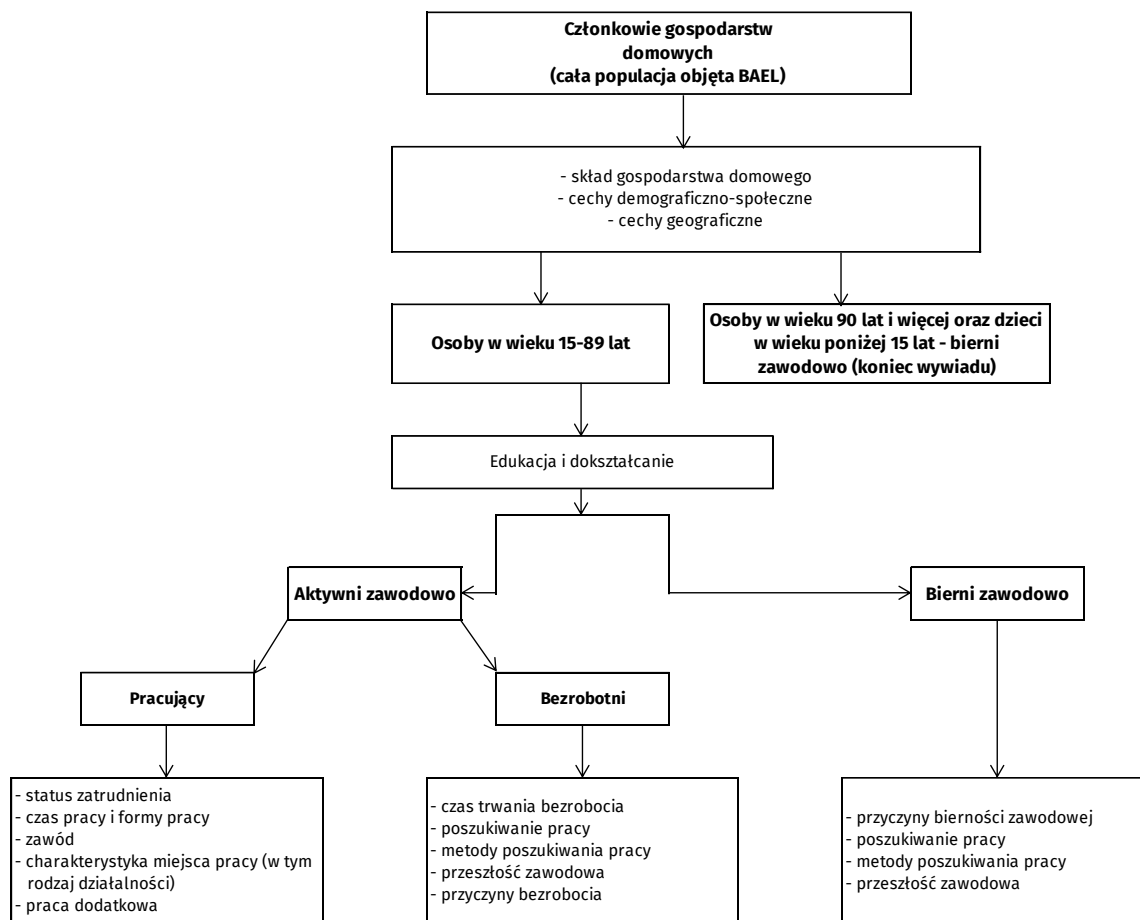 Członkowie gospodarstw
domowych
(cała populacja objęta BAEL)
- skład gospodarstwa domowego
- cechy demograficzno-społeczne
- cechy geograficzne
Osoby w wieku 15-89 lat
Osoby w wieku 90 lat i więcej oraz dzieci
w wieku poniżej 15 lat - bierni
zawodowo (koniec wywiadu)
Edukacja i dokształcanie
Aktywni zawodowo
Bierni zawodowo
Pracujący
Bezrobotni
- status zatrudnienia
- czas pracy i formy pracy
- zawód
- charakterystyka miejsca pracy (w tym
rodzaj działalności)
- praca dodatkowa
- czas trwania bezrobocia
- poszukiwanie pracy
- metody poszukiwania pracy
- przeszłość zawodowa
- przyczyny bezrobocia
- przyczyny bierności zawodowej
- poszukiwanie pracy
- metody poszukiwania pracy
- przeszłość zawodowa